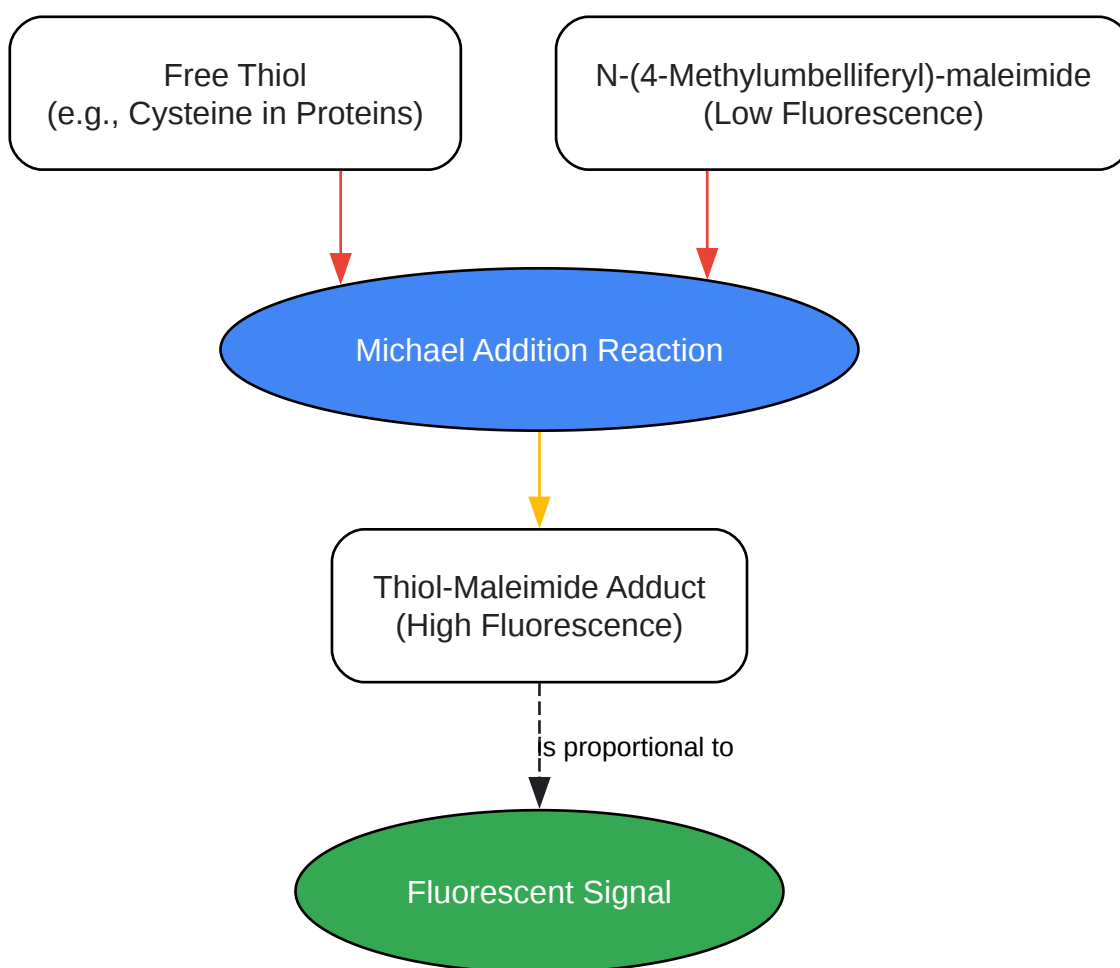 Free Thiol
(e.g., Cysteine in Proteins)
N-(4-Methylumbelliferyl)-maleimide
(Low Fluorescence)
Michael Addition Reaction
Thiol-Maleimide Adduct
(High Fluorescence)
is proportional to
Fluorescent Signal